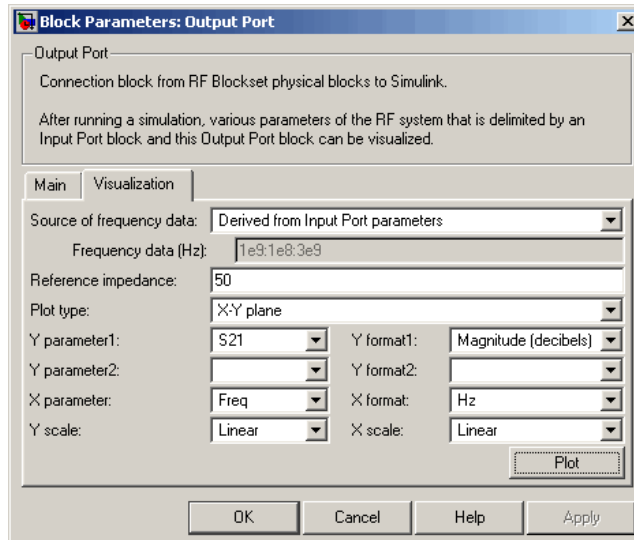 Block Parameters: Output Port
Output Port
Connection block from RF Blockset physical blocks to Simulink.
After running a simulation, various parameters of the RF system that is delimited by an
Input Port block and this Output Port block can be visualized.
Main Visualization
Source of frequency data: Derived from Input Port parameters
Frequency data (Hz): 1e9:1e8:3e9
Reference impedance: 50
Plot type: X-Y plane
Y parameter1: S21 Y format1: Magnitude (decibels)
Y parameter2: Y format2:
X parameter: Freq X format: Hz
Y scale: Linear X scale: Linear
Plot
OK Cancel Help Apply